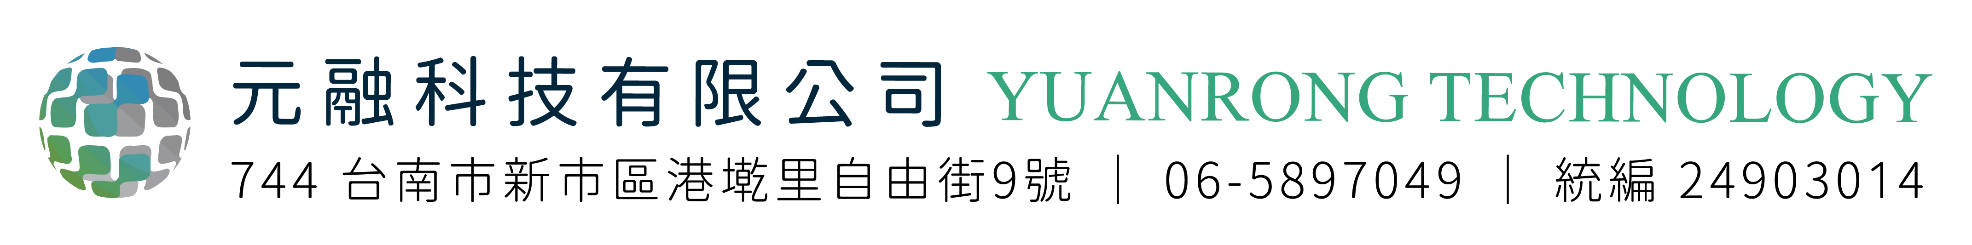 元融科技有限公司 YUANRONG TECHNOLOGY
744 台南市新市區港墘里自由街9號 ｜ 06-5897049 ｜ 統編 24903014